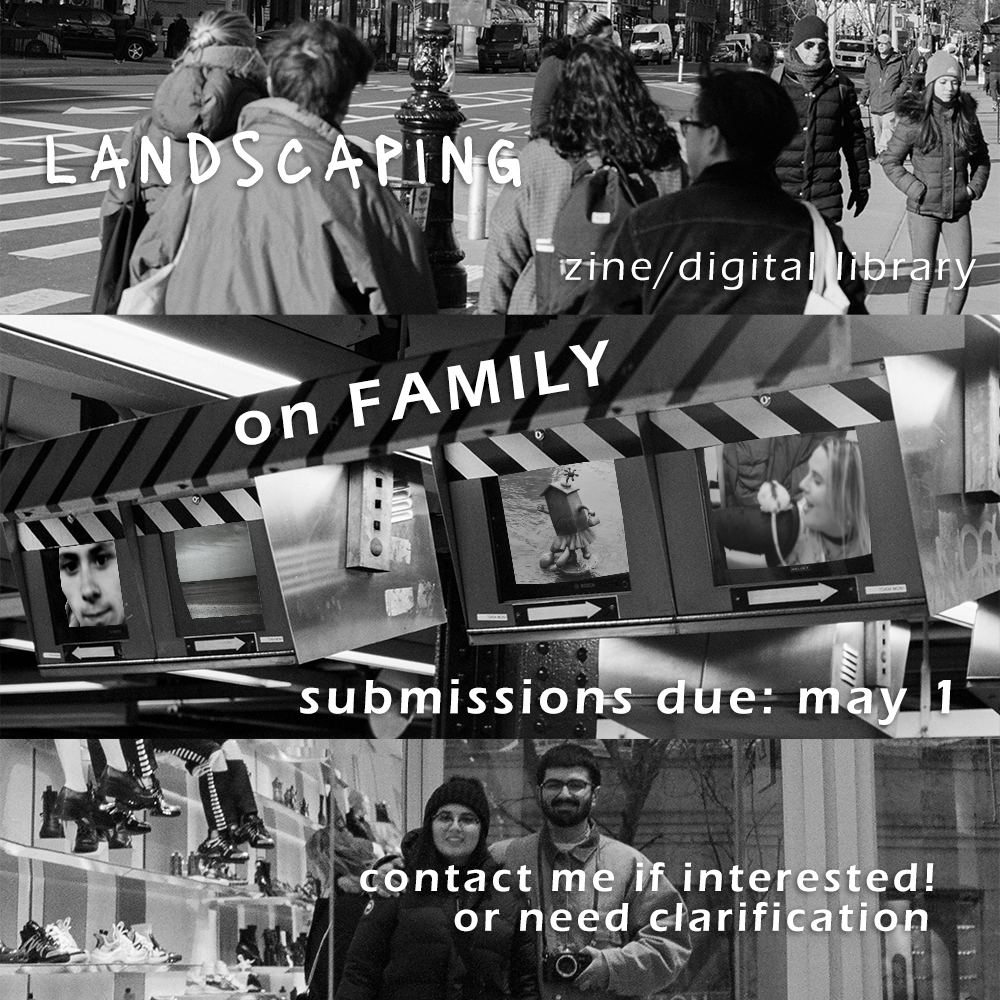 LANDSCAPING
zine/digital library
on FAMILY
submissions due: may 1
contact me if interested!
or need clarification